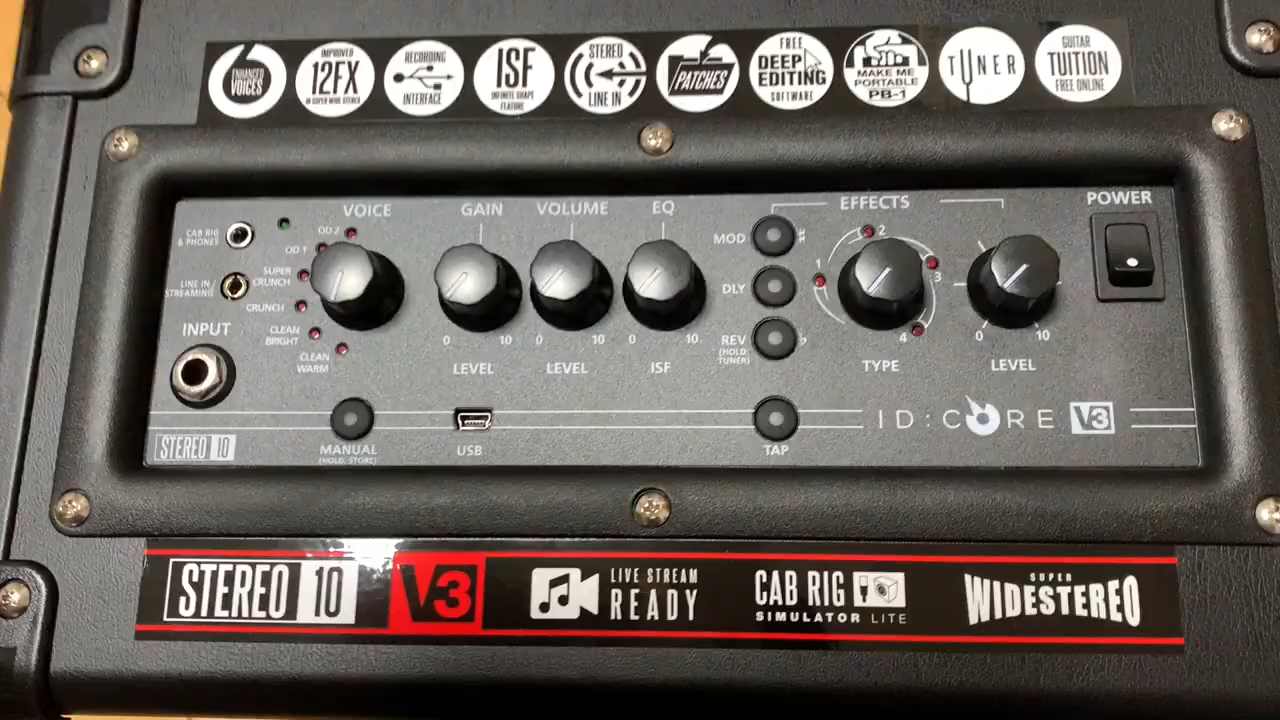 ENHANCED
VOICES
IMPROVED
12FX
IN SUPER WIDE STEREO
RECORDING
INTERFACE
ISF
INFINITE SHAPE
FEATURE
STEREO
LINE IN
PATCHES
FREE
DEEP
EDITING
SOFTWARE
MAKE ME
PORTABLE
PB-1
TUNER
GUITAR
TUITION
FREE ONLINE
CAB RIG
& PHONES
LINE IN/
STREAMING
INPUT
VOICE
OD 2
OD 1
SUPER
CRUNCH
CRUNCH
CLEAN
BRIGHT
CLEAN
WARM
GAIN
0 10
LEVEL
VOLUME
0 10
LEVEL
EQ
0 10
ISF
MOD
DLY
REV
(HOLD:
TUNER)
♯
♭
EFFECTS
1
2
3
4
TYPE
0 10
LEVEL
POWER
STEREO 10
MANUAL
(HOLD: STORE)
USB
TAP
ID:CORE V3
STEREO 10
V3
LIVE STREAM
READY
CAB RIG
SIMULATOR LITE
SUPER
WIDESTEREO